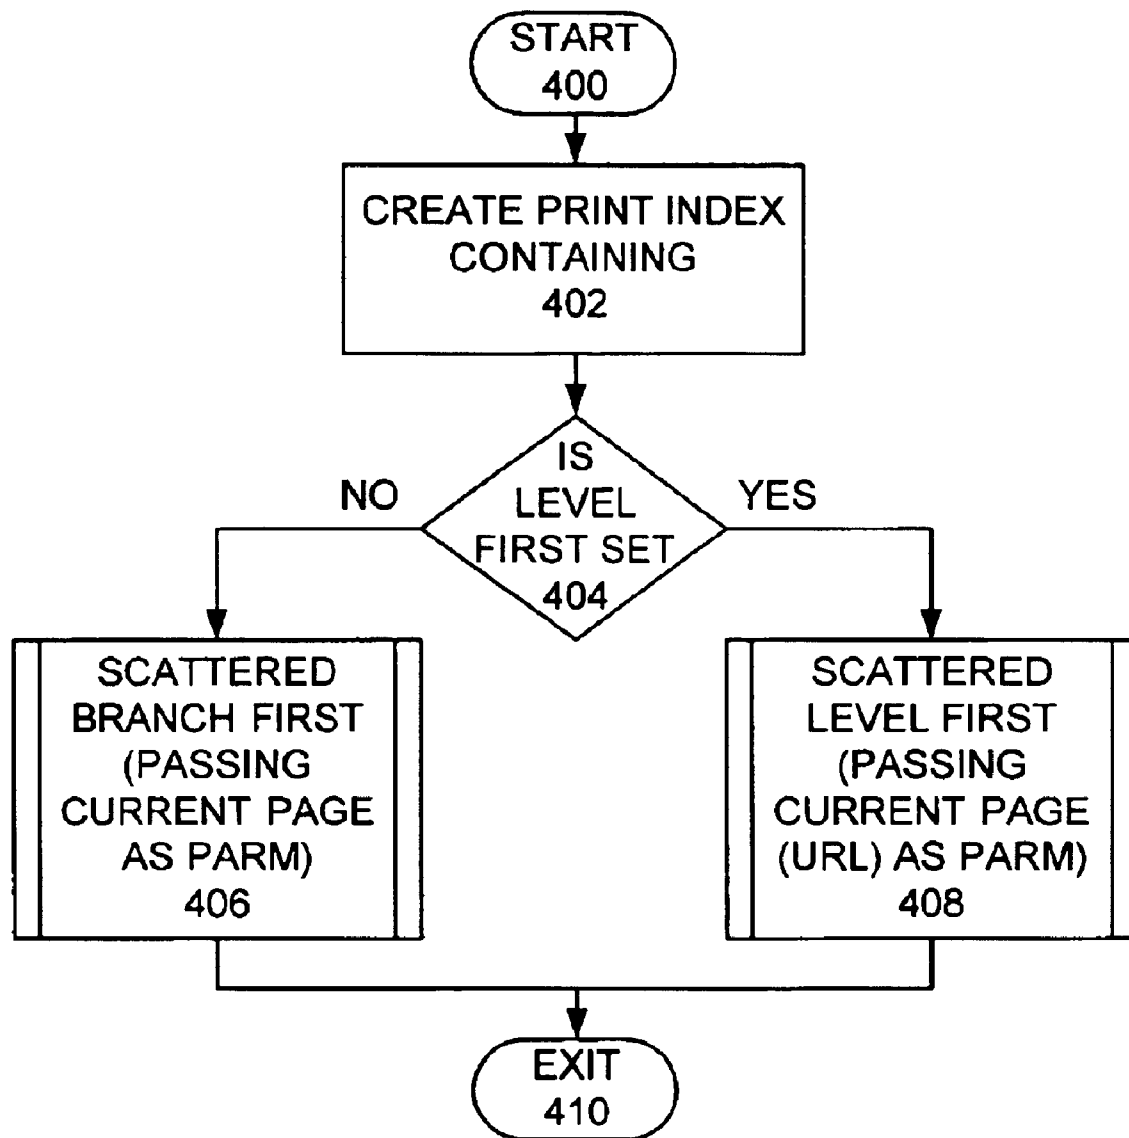 START
400
CREATE PRINT INDEX
CONTAINING
402
IS
LEVEL
FIRST SET
404
NO
YES
SCATTERED
BRANCH FIRST
(PASSING
CURRENT PAGE
AS PARM)
406
SCATTERED
LEVEL FIRST
(PASSING
CURRENT PAGE
(URL) AS PARM)
408
EXIT
410